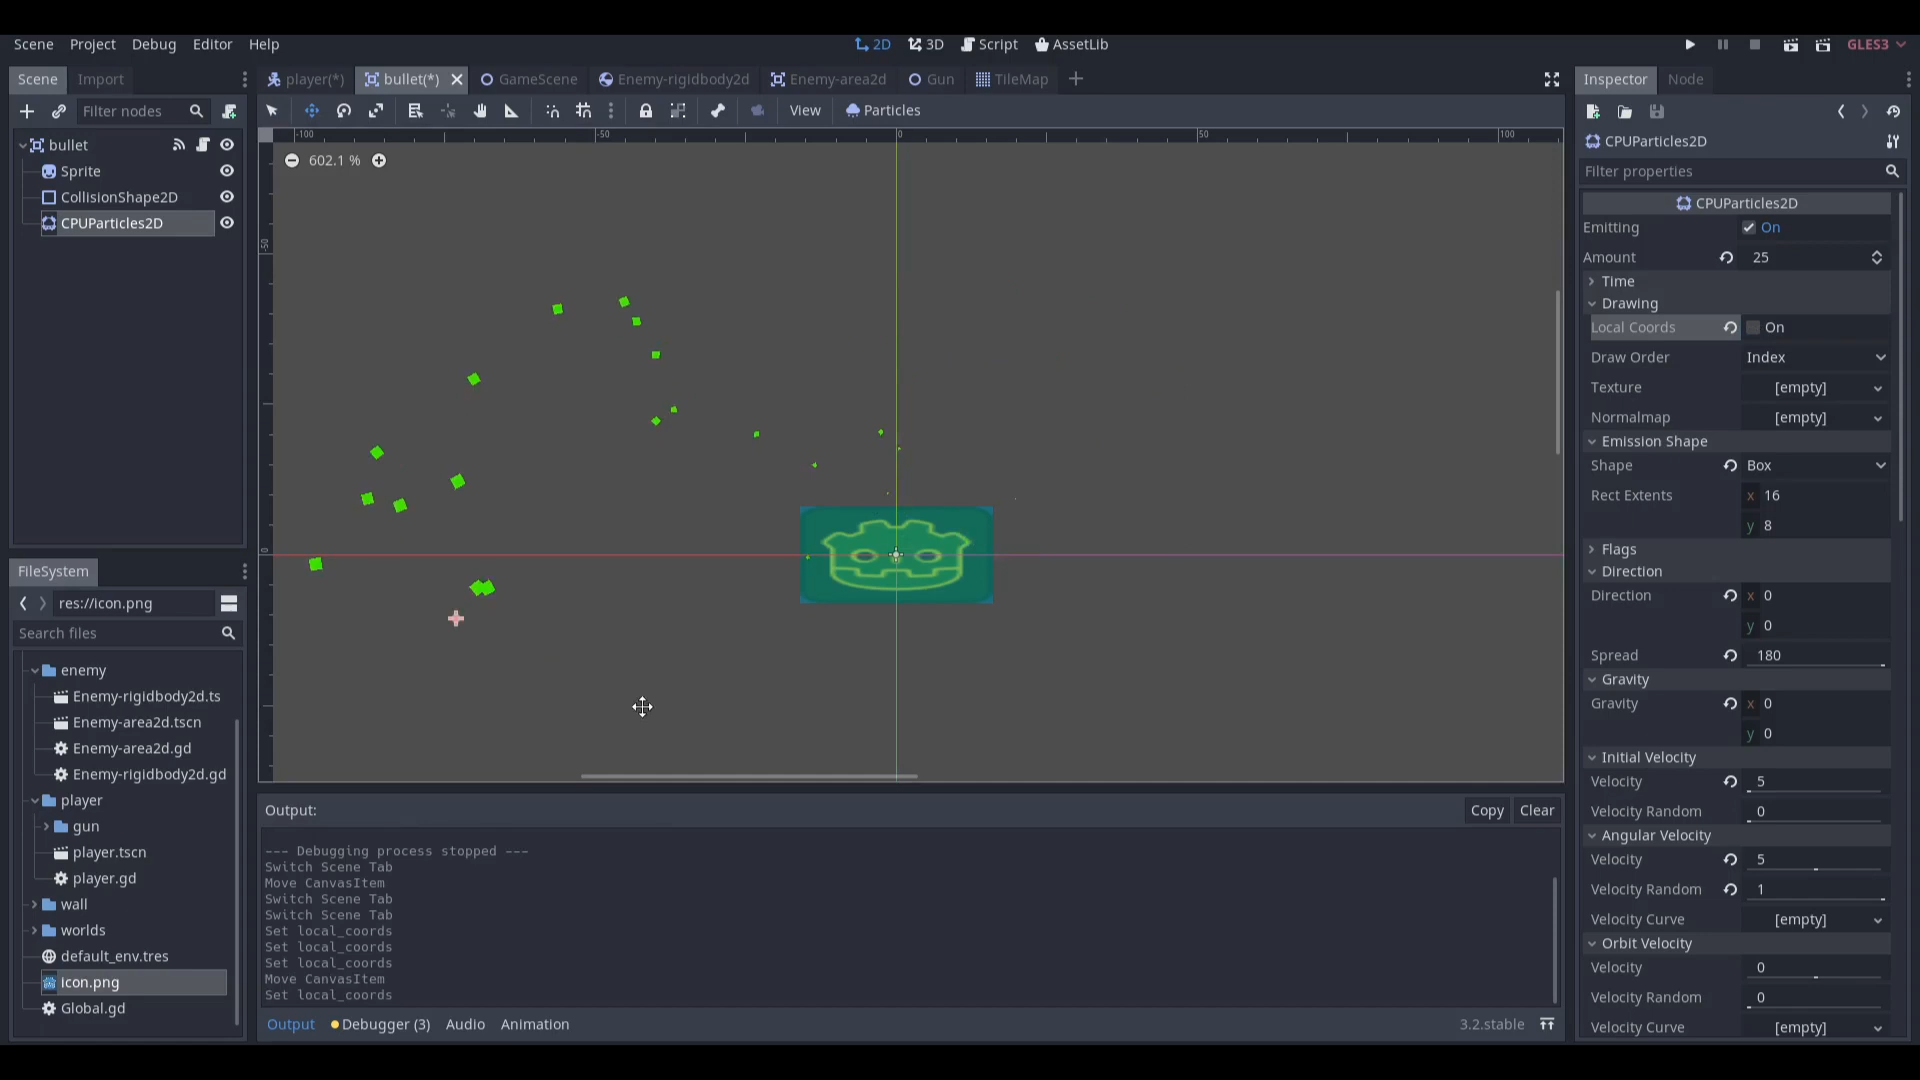 Scene Project Debug Editor Help
2D 3D Script AssetLib
GLES3
Scene Import
player(*) bullet(*) GameScene Enemy-rigidbody2d Enemy-area2d Gun TileMap
Inspector Node
Filter nodes
View Particles
-100 -50 0 50 100
CPUParticles2D
bullet
602.1 %
Sprite
Filter properties
CollisionShape2D
CPUParticles2D
CPUParticles2D
Emitting On
-50
Amount 25
Time
Drawing
Local Coords On
Draw Order Index
Texture [empty]
Normalmap [empty]
Emission Shape
Shape Box
Rect Extents x 16
y 8
0
Flags
Direction
Direction x 0
y 0
Spread 180
Gravity
Gravity x 0
y 0
Initial Velocity
Velocity 5
Velocity Random 0
Angular Velocity
Velocity 5
Velocity Random 1
Velocity Curve [empty]
Orbit Velocity
Velocity 0
Velocity Random 0
Velocity Curve [empty]
FileSystem
res://icon.png
Search files
enemy
Enemy-rigidbody2d.ts
Enemy-area2d.tscn
Enemy-area2d.gd
Enemy-rigidbody2d.gd
player
gun
player.tscn
player.gd
wall
worlds
default_env.tres
icon.png
Global.gd
Output:
Copy Clear
--- Debugging process stopped ---
Switch Scene Tab
Move CanvasItem
Switch Scene Tab
Switch Scene Tab
Set local_coords
Set local_coords
Set local_coords
Move CanvasItem
Set local_coords
Output Debugger (3) Audio Animation
3.2.stable